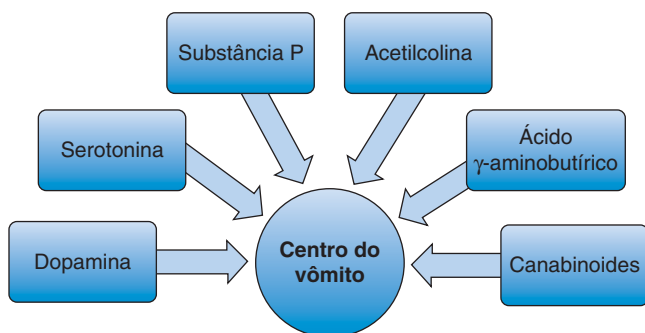 Substância P
Acetilcolina
Serotonina
Ácido
γ-aminobutírico
Dopamina
Centro do
vômito
Canabinoides